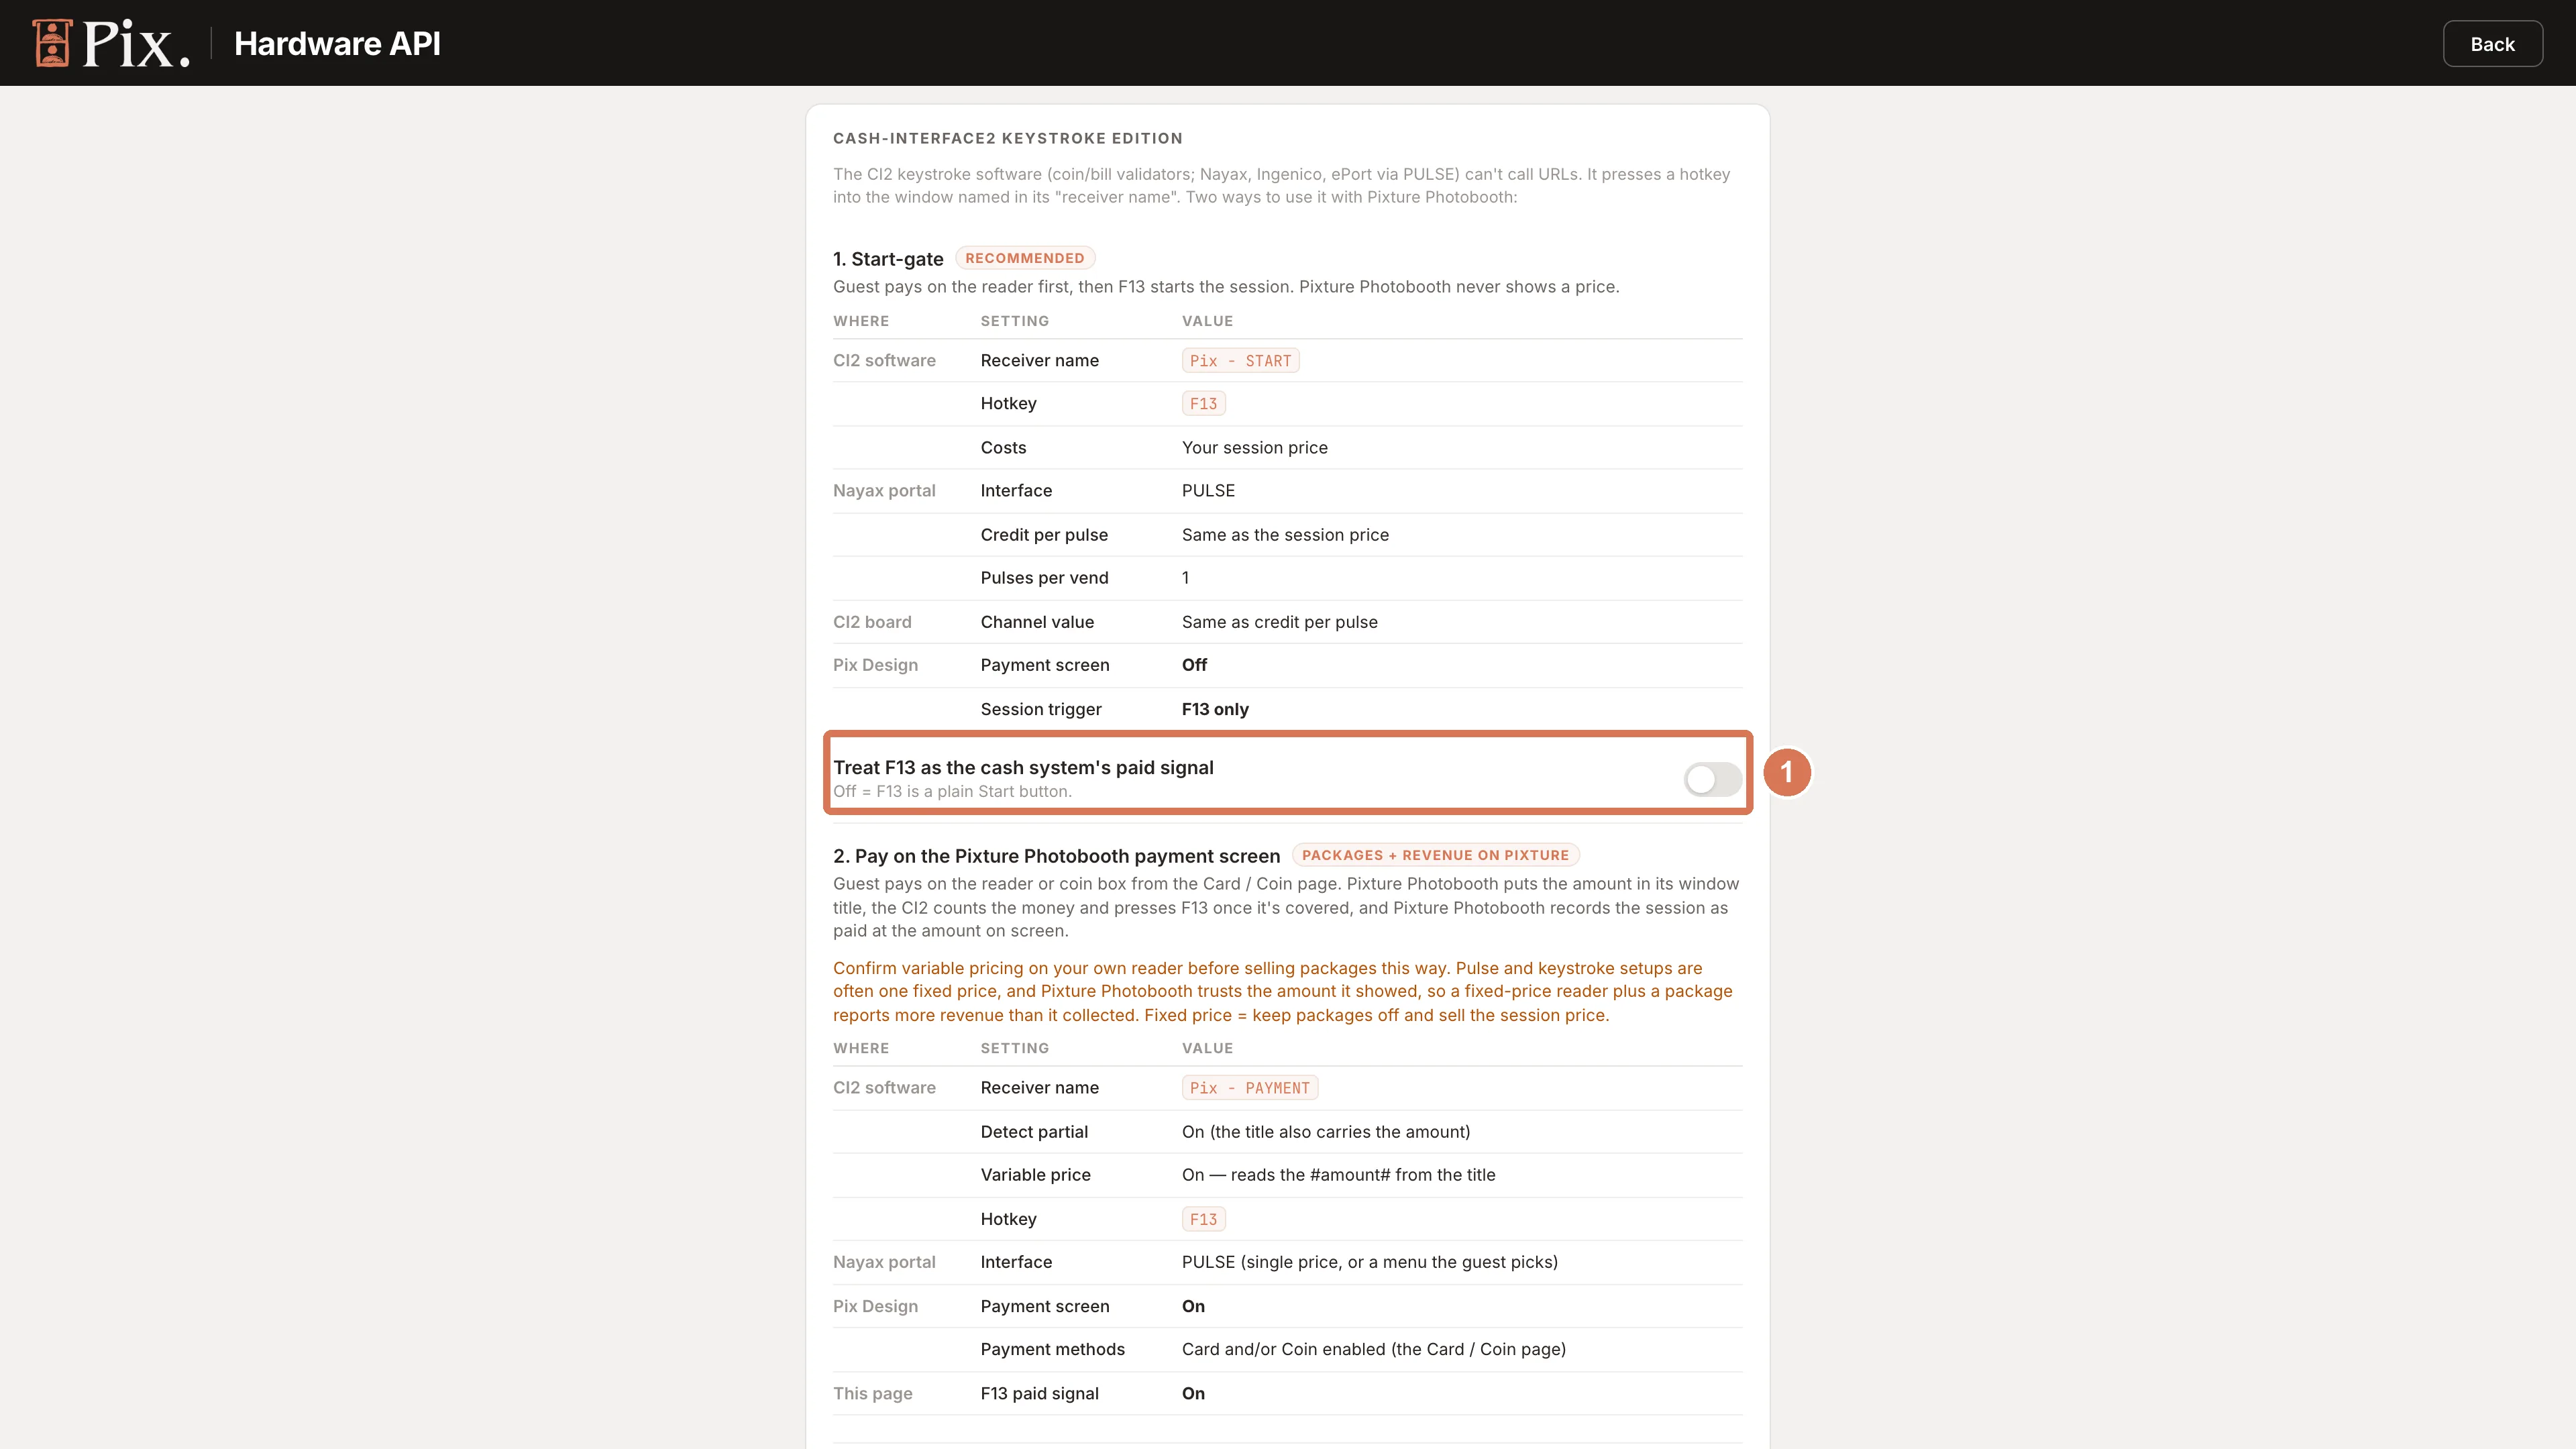 Pix.
Hardware API
Back
CASH-INTERFACE2 KEYSTROKE EDITION
The CI2 keystroke software (coin/bill validators; Nayax, Ingenico, ePort via PULSE) can't call URLs. It presses a hotkey
into the window named in its "receiver name". Two ways to use it with Pixture Photobooth:
1. Start-gate RECOMMENDED
Guest pays on the reader first, then F13 starts the session. Pixture Photobooth never shows a price.
WHERE SETTING VALUE
CI2 software Receiver name Pix - START
Hotkey F13
Costs Your session price
Nayax portal Interface PULSE
Credit per pulse Same as the session price
Pulses per vend 1
CI2 board Channel value Same as credit per pulse
Pix Design Payment screen Off
Session trigger F13 only
Treat F13 as the cash system's paid signal
Off = F13 is a plain Start button.
1
2. Pay on the Pixture Photobooth payment screen PACKAGES + REVENUE ON PIXTURE
Guest pays on the reader or coin box from the Card / Coin page. Pixture Photobooth puts the amount in its window
title, the CI2 counts the money and presses F13 once it's covered, and Pixture Photobooth records the session as
paid at the amount on screen.
Confirm variable pricing on your own reader before selling packages this way. Pulse and keystroke setups are
often one fixed price, and Pixture Photobooth trusts the amount it showed, so a fixed-price reader plus a package
reports more revenue than it collected. Fixed price = keep packages off and sell the session price.
WHERE SETTING VALUE
CI2 software Receiver name Pix - PAYMENT
Detect partial On (the title also carries the amount)
Variable price On — reads the #amount# from the title
Hotkey F13
Nayax portal Interface PULSE (single price, or a menu the guest picks)
Pix Design Payment screen On
Payment methods Card and/or Coin enabled (the Card / Coin page)
This page F13 paid signal On